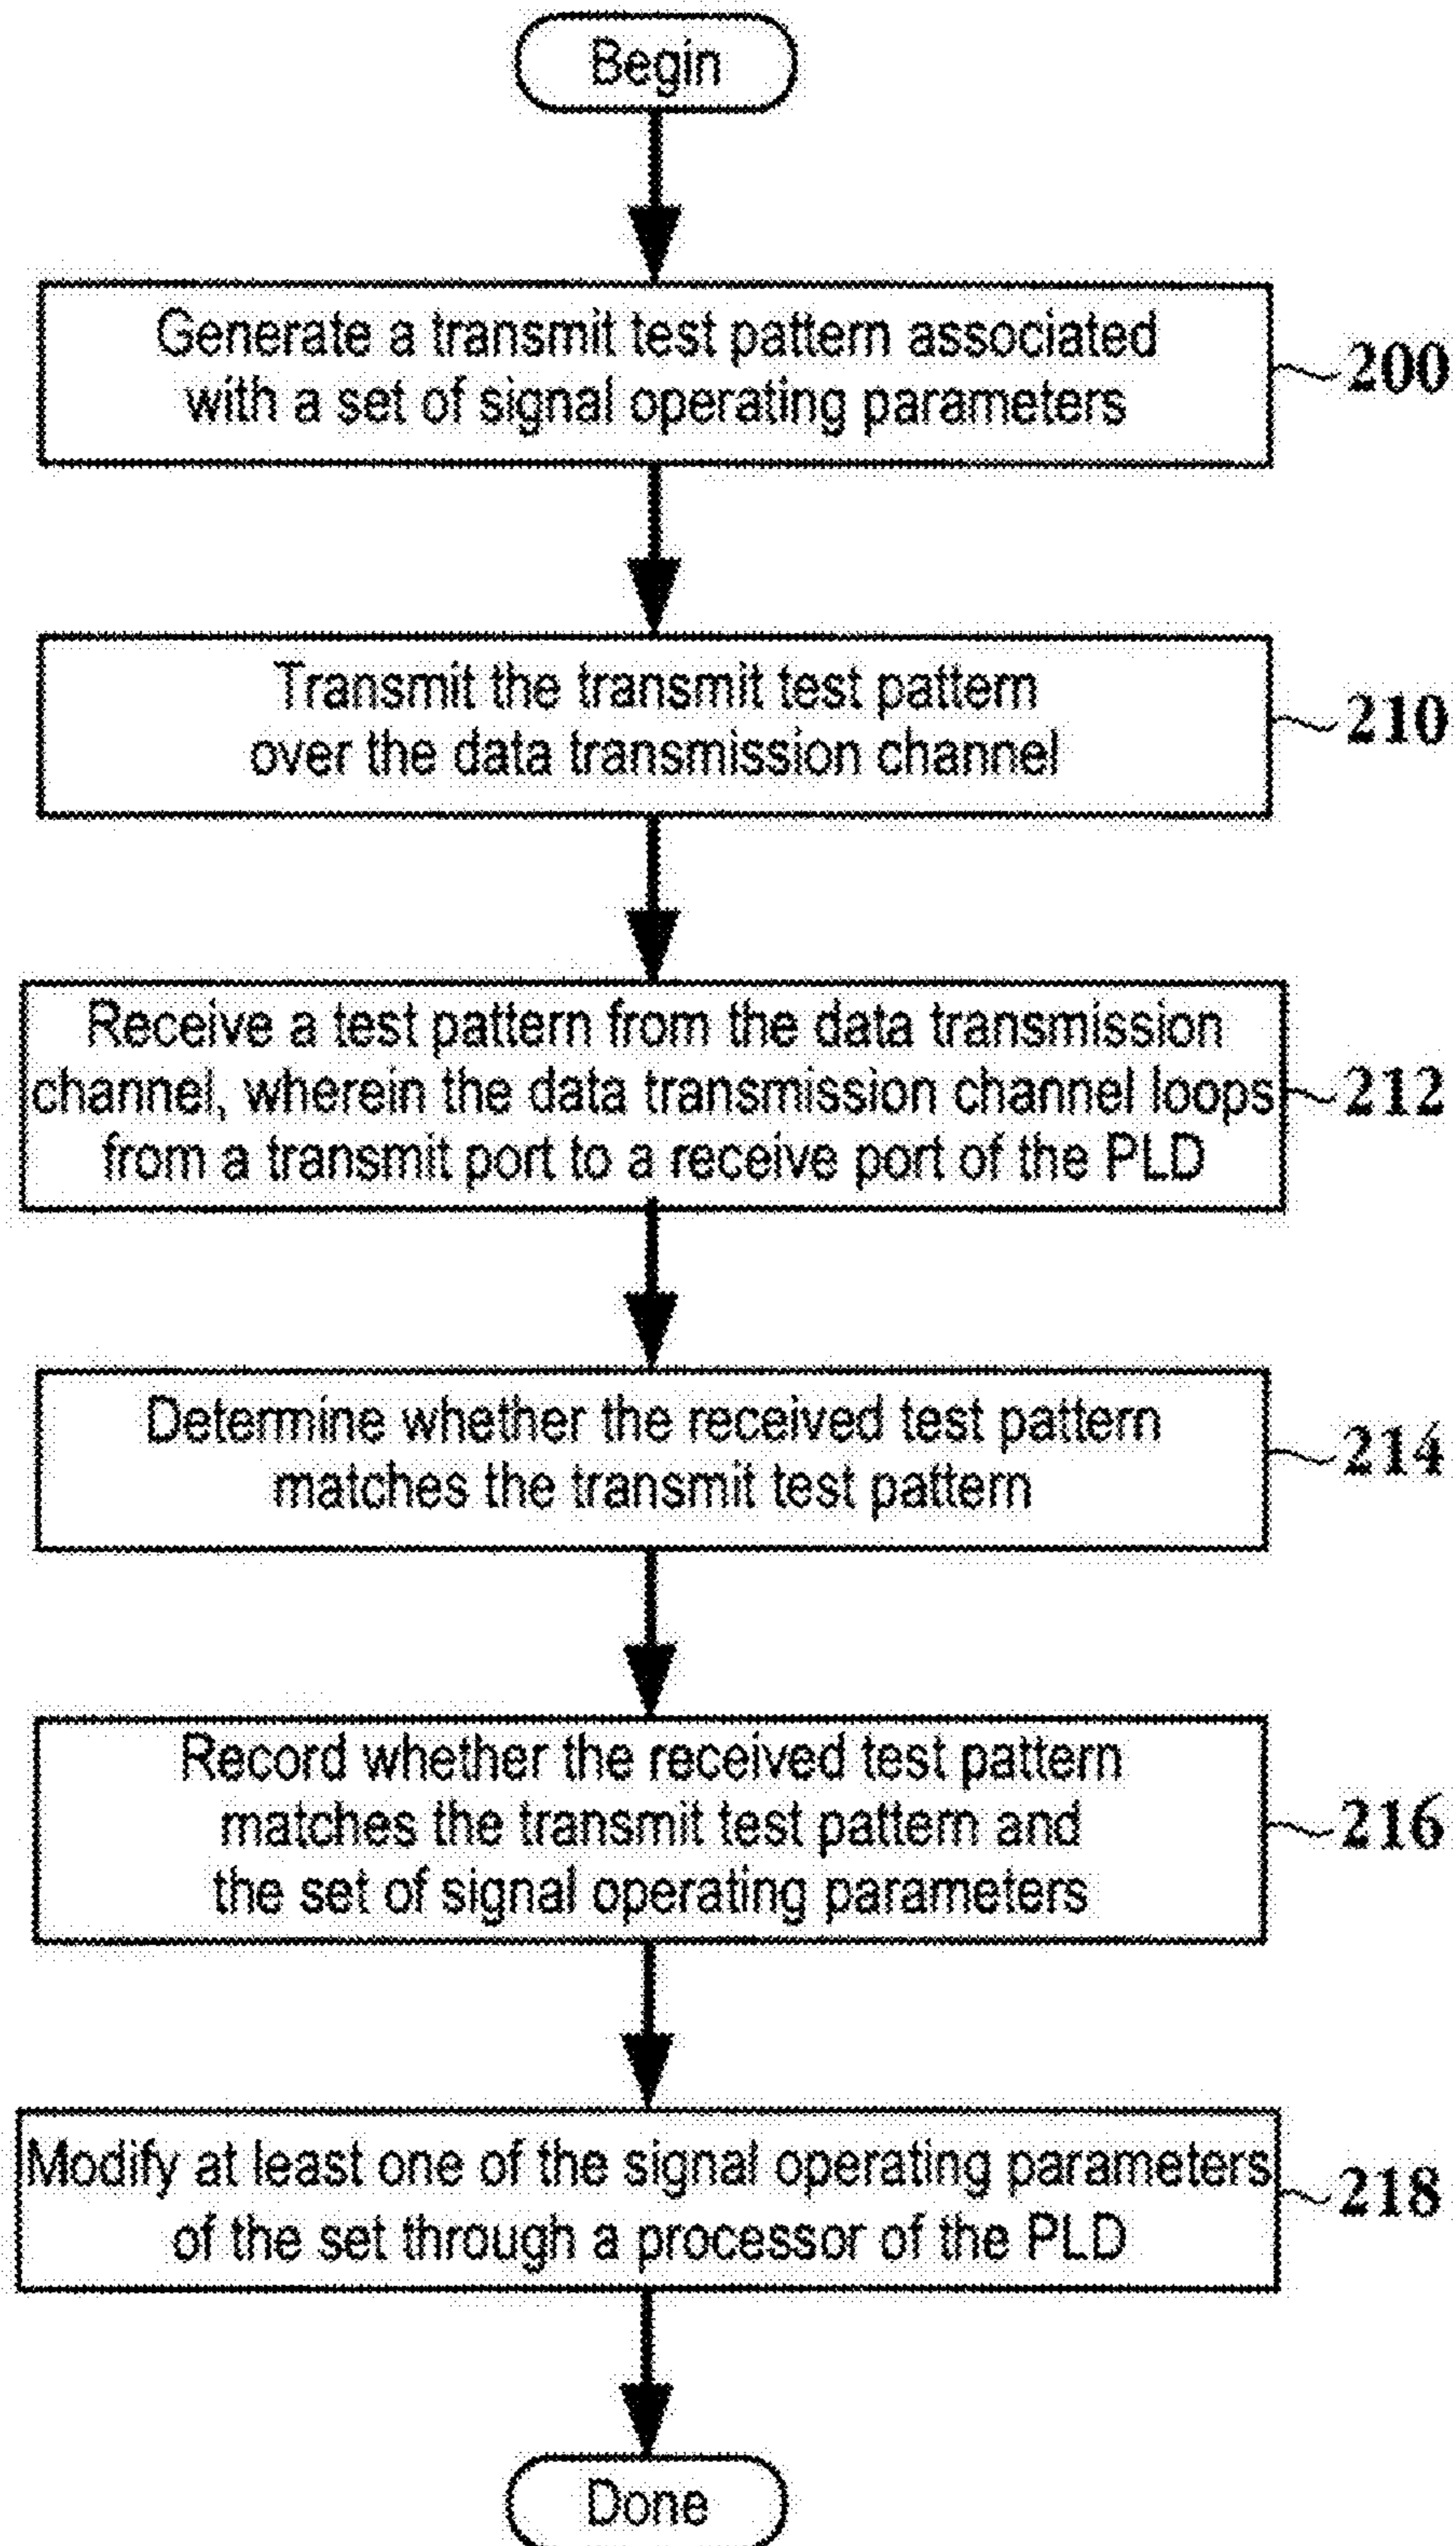 Begin
Generate a transmit test pattern associated
with a set of signal operating parameters
200
Transmit the transmit test pattern
over the data transmission channel
210
Receive a test pattern from the data transmission
channel, wherein the data transmission channel loops
from a transmit port to a receive port of the PLD
212
Determine whether the received test pattern
matches the transmit test pattern
214
Record whether the received test pattern
matches the transmit test pattern and
the set of signal operating parameters
216
Modify at least one of the signal operating parameters
of the set through a processor of the PLD
218
Done